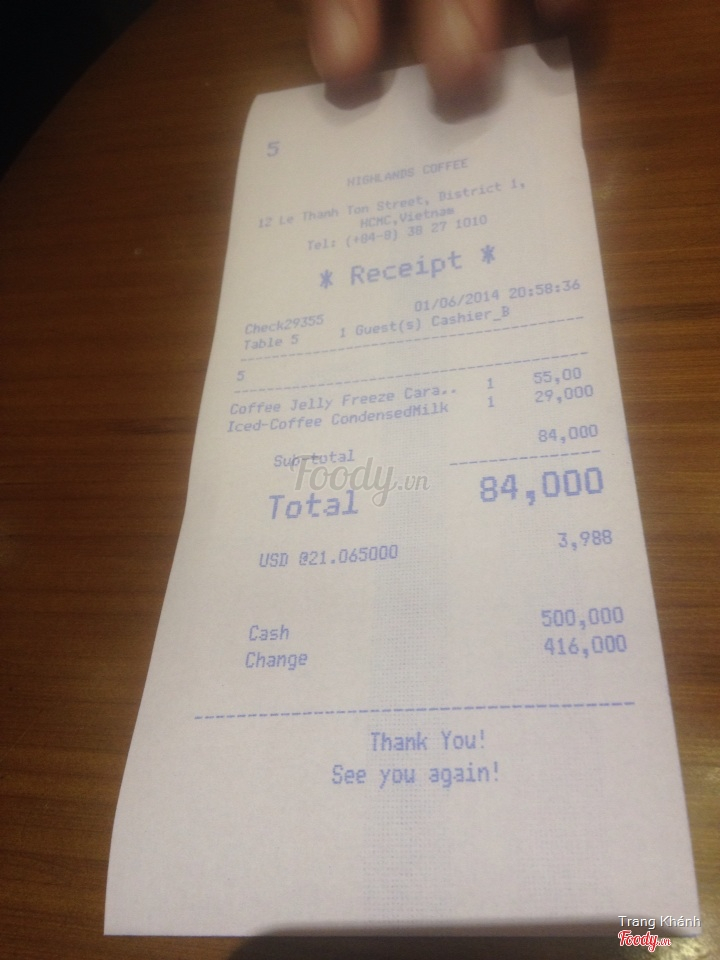 5
HIGHLANDS COFFEE
12 Le Thanh Ton Street, District 1,
HCMC,Vietnam
Tel: (+84-8) 38 27 1010
* Receipt *
Check29355 01/06/2014 20:58:36
Table 5 1 Guest(s) Cashier_B
5
Coffee Jelly Freeze Cara.. 1 55,00
Iced-Coffee CondensedMilk 1 29,000
Sub-total 84,000
Total 84,000
USD @21.065000 3,988
Cash 500,000
Change 416,000
Thank You!
See you again!
Foody.vn
Trang Khánh
Foody.vn